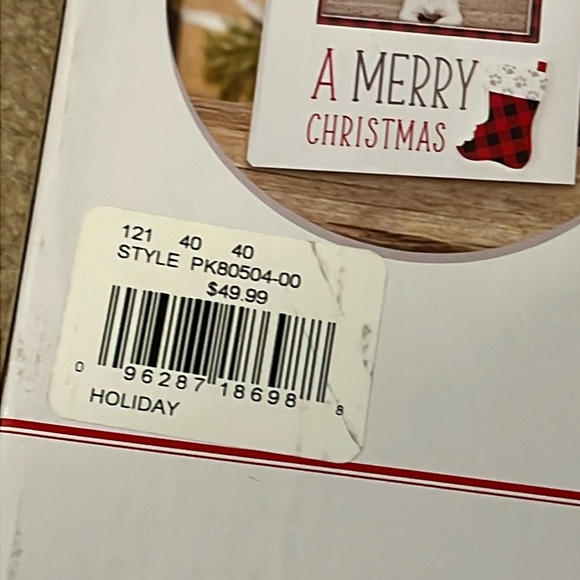 A MERRY
CHRISTMAS
121 40 40
STYLE PK80504-00
$49.99
0 96287 18698 8
HOLIDAY